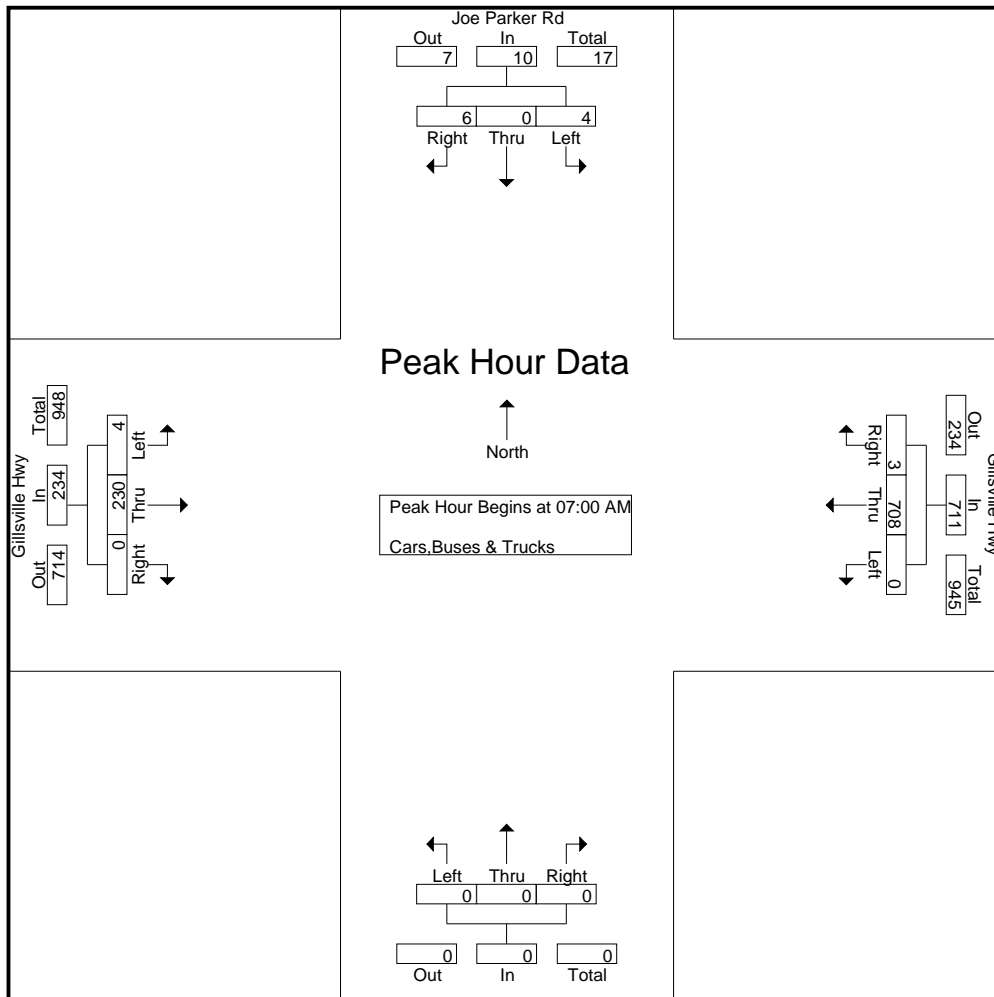 Joe Parker Rd
Out In Total
7 10 17
6 0 4
Right Thru Left
Peak Hour Data
North
Peak Hour Begins at 07:00 AM
Cars,Buses & Trucks
Gillsville Hwy
Out In Total
714 234 948
4 230 0
Left Thru Right
Gillsville Hwy
Out In Total
234 711 945
3 708 0
Right Thru Left
Left Thru Right
0 0 0
0 0 0
Out In Total